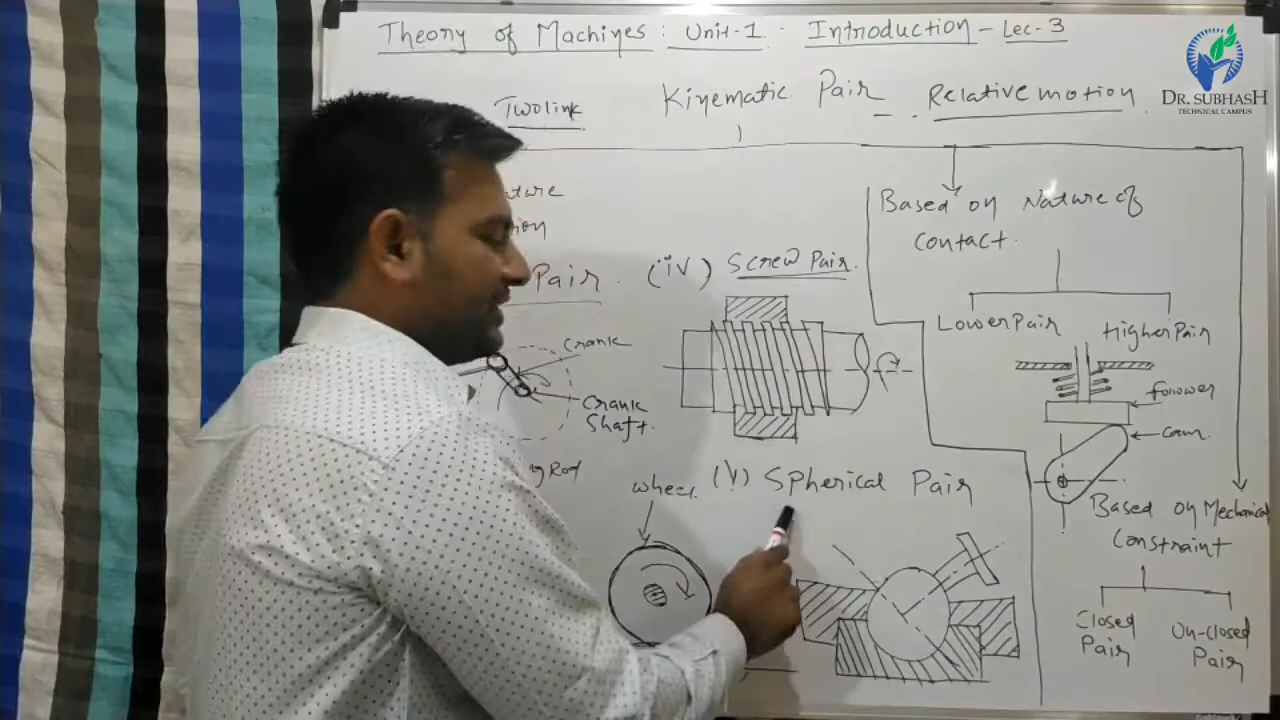 Theory of Machines: Unit-1. Introduction - Lec-3
DR. SUBHASH
TECHNICAL CAMPUS
Two link
Kinematic Pair - Relative motion
Based on Nature of
contact.
Pair.
(iv) Screw Pair.
Lower Pair
Higher Pair
Crank
Crank
Shaft.
follower
cam.
wheel
(v) Spherical Pair
Based on Mechanical
Constraint
Closed
Pair
Un-closed
Pair